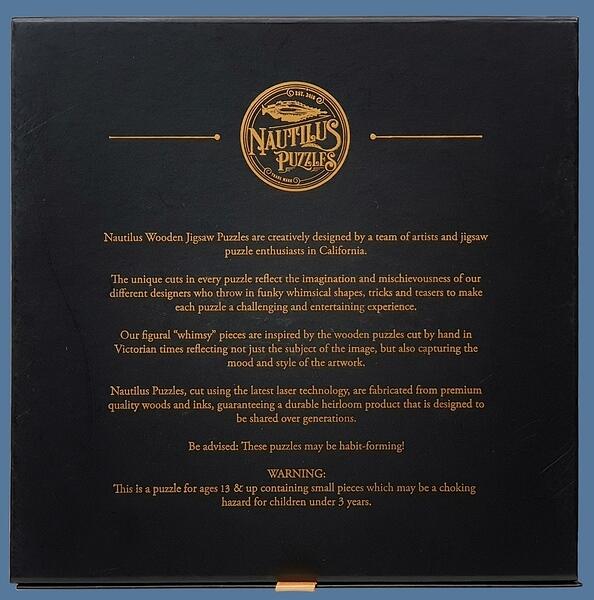 EST. 2018
NAUTILUS
PUZZLES
TRADE MARK
Nautilus Wooden Jigsaw Puzzles are creatively designed by a team of artists and jigsaw
puzzle enthusiasts in California.
The unique cuts in every puzzle reflect the imagination and mischievousness of our
different designers who throw in funky whimsical shapes, tricks and teasers to make
each puzzle a challenging and entertaining experience.
Our figural “whimsy” pieces are inspired by the wooden puzzles cut by hand in
Victorian times reflecting not just the subject of the image, but also capturing the
mood and style of the artwork.
Nautilus Puzzles, cut using the latest laser technology, are fabricated from premium
quality woods and inks, guaranteeing a durable heirloom product that is designed to
be shared over generations.
Be advised: These puzzles may be habit-forming!
WARNING:
This is a puzzle for ages 13 & up containing small pieces which may be a choking
hazard for children under 3 years.